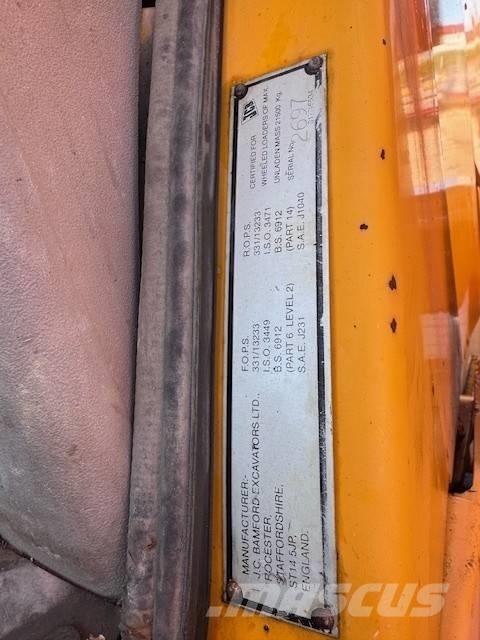 MANUFACTURER:-
J.C. BAMFORD EXCAVATORS LTD.,
ROCESTER,
STAFFORDSHIRE,
ST14 5JP,
ENGLAND.
F.O.P.S.
331/13233
I.S.O. 3449
B.S. 6912
(PART 6 LEVEL 2)
S.A.E. J231
R.O.P.S.
331/13233
I.S.O. 3471
B.S. 6912
(PART 14)
S.A.E. J1040
JCB
CERTIFIED FOR
WHEELED LOADERS OF MAX.
UNLADEN MASS 21500 Kg.
SERIAL No. 2697
mascus